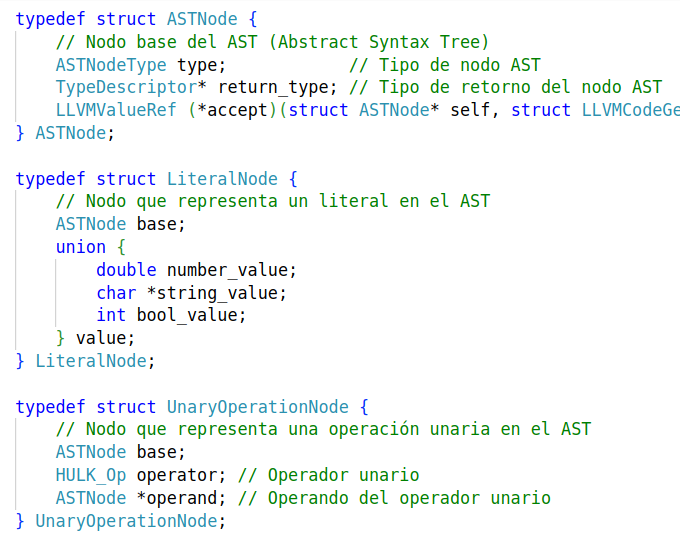 typedef struct ASTNode {
    // Nodo base del AST (Abstract Syntax Tree)
    ASTNodeType type;            // Tipo de nodo AST
    TypeDescriptor* return_type; // Tipo de retorno del nodo AST
    LLVMValueRef (*accept)(struct ASTNode* self, struct LLVMCodeGe
} ASTNode;

typedef struct LiteralNode {
    // Nodo que representa un literal en el AST
    ASTNode base;
    union {
        double number_value;
        char *string_value;
        int bool_value;
    } value;
} LiteralNode;

typedef struct UnaryOperationNode {
    // Nodo que representa una operación unaria en el AST
    ASTNode base;
    HULK_Op operator; // Operador unario
    ASTNode *operand; // Operando del operador unario
} UnaryOperationNode;